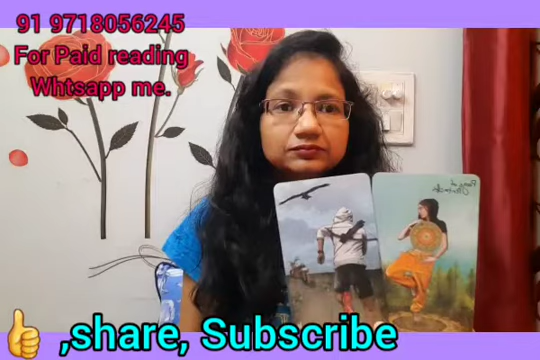 91 9718056245
For Paid reading
Whtsapp me.
,share, Subscribe